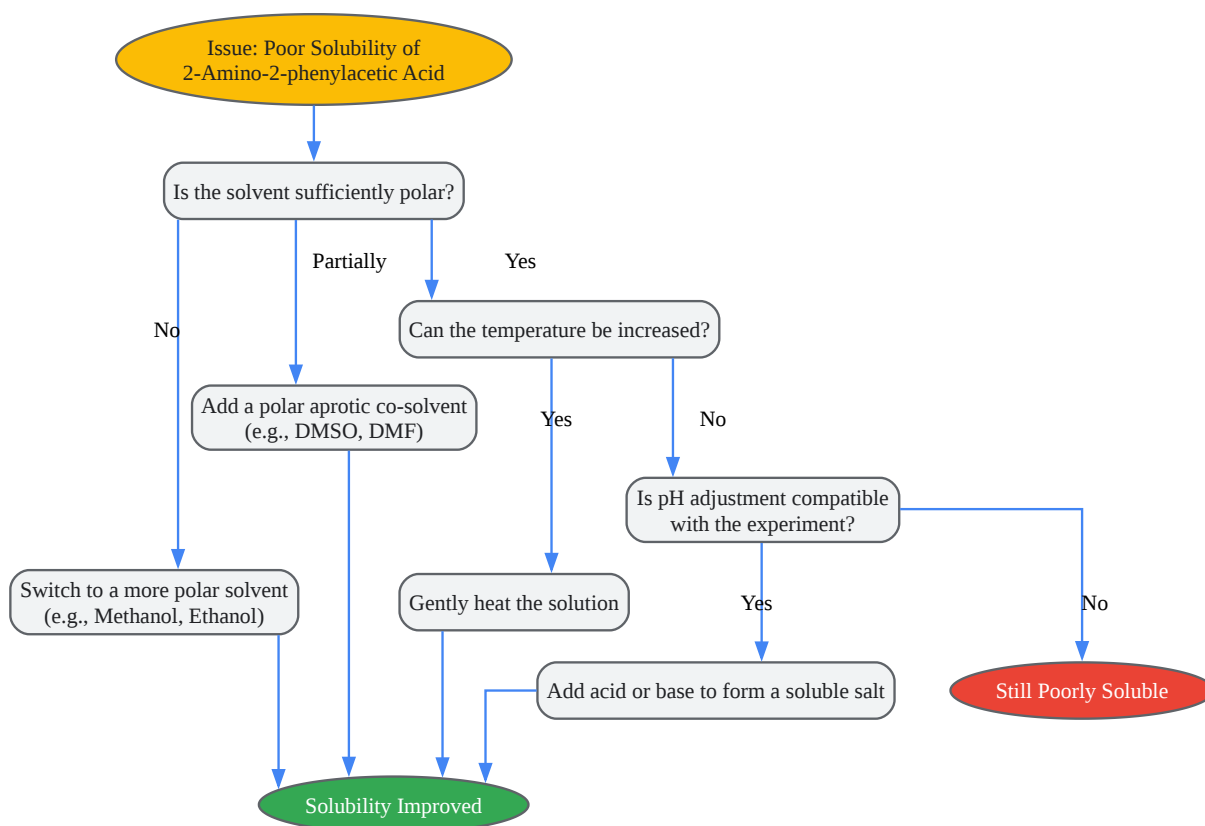 Issue: Poor Solubility of
2-Amino-2-phenylacetic Acid
Is the solvent sufficiently polar?
Partially
Yes
No
Can the temperature be increased?
Add a polar aprotic co-solvent
(e.g., DMSO, DMF)
Yes
No
Is pH adjustment compatible
with the experiment?
Switch to a more polar solvent
(e.g., Methanol, Ethanol)
Gently heat the solution
Yes
No
Add acid or base to form a soluble salt
Still Poorly Soluble
Solubility Improved